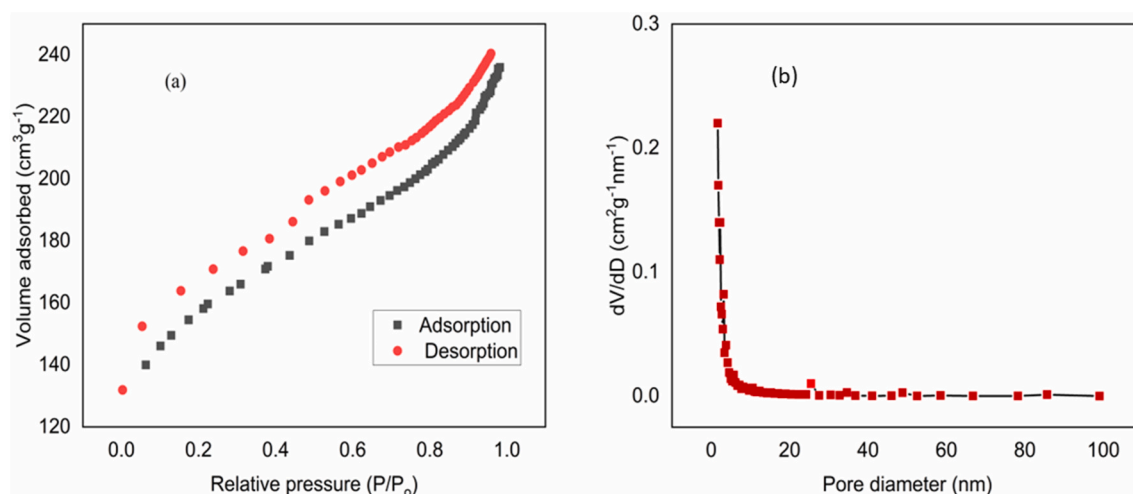 (a)
240
220
200
180
160
140
120
Volume adsorbed (cm³g⁻¹)
Adsorption
Desorption
0.0 0.2 0.4 0.6 0.8 1.0
Relative pressure (P/P₀)
(b)
0.3
0.2
0.1
0.0
dV/dD (cm²g⁻¹nm⁻¹)
0 20 40 60 80 100
Pore diameter (nm)